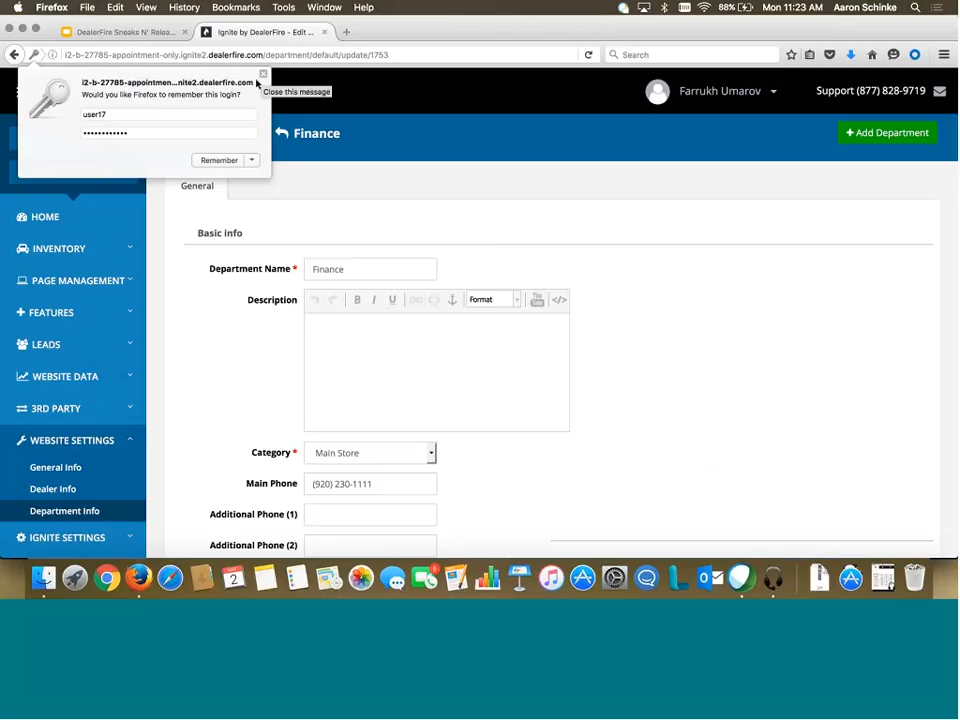 Firefox File Edit View History Bookmarks Tools Window Help 88% Mon 11:23 AM Aaron Schinke
DealerFire Sneaks N' Relea... Ignite by DealerFire - Edit ...
i2-b-27785-appointment-only.ignite2.dealerfire.com/department/default/update/1753 Search
i2-b-27785-appointmen...nite2.dealerfire.com
Would you like Firefox to remember this login?
Close this message
user17
••••••••••••
Remember
Farrukh Umarov Support (877) 828-9719
Finance + Add Department
General
HOME
INVENTORY
PAGE MANAGEMENT
FEATURES
LEADS
WEBSITE DATA
3RD PARTY
WEBSITE SETTINGS
General Info
Dealer Info
Department Info
IGNITE SETTINGS
Basic info
Department Name * Finance
Description B I U Format You Tube </>
Category * Main Store
Main Phone (920) 230-1111
Additional Phone (1)
Additional Phone (2)
2
6